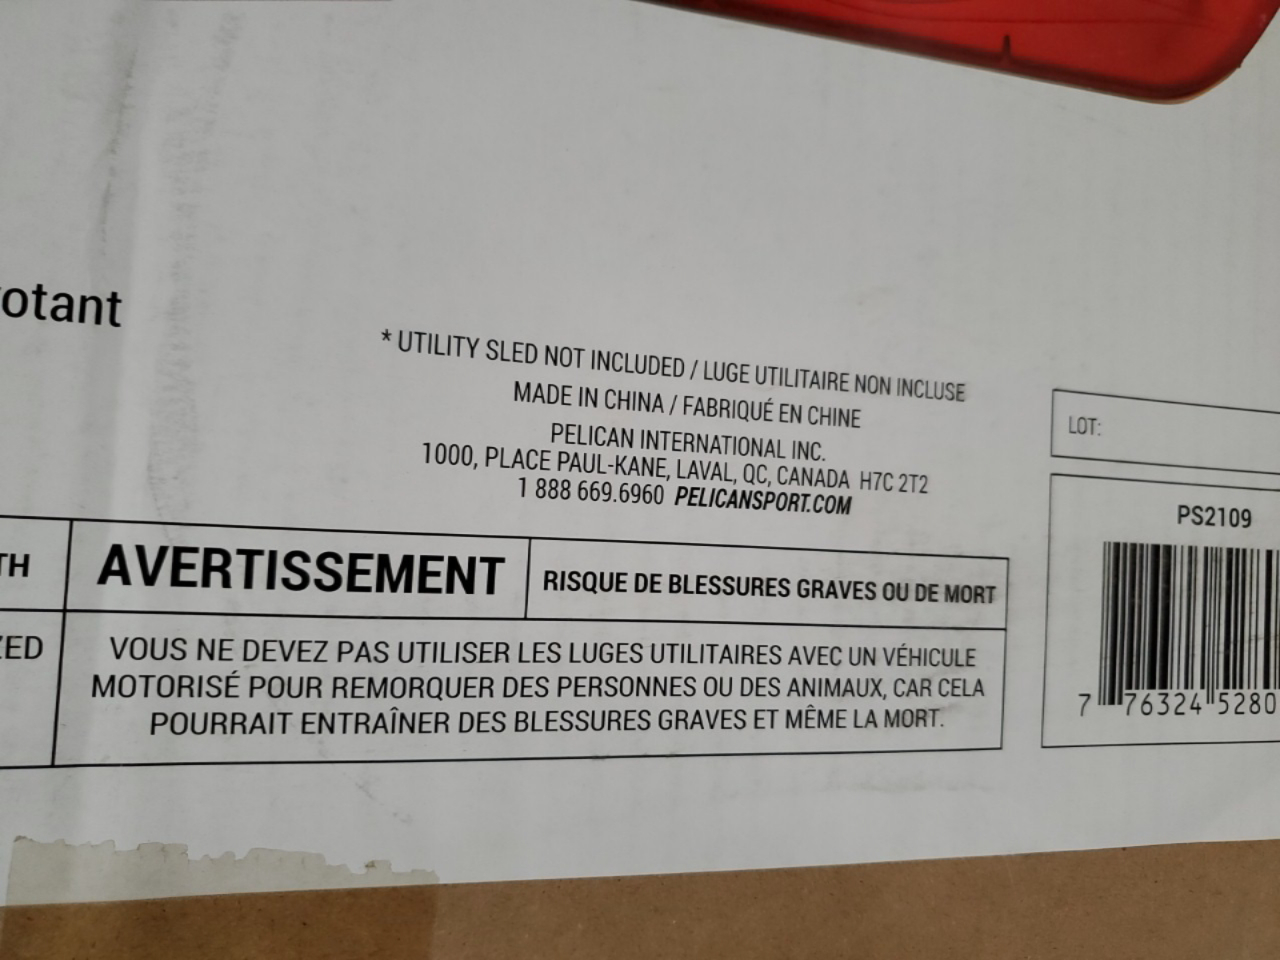 otant
* UTILITY SLED NOT INCLUDED / LUGE UTILITAIRE NON INCLUSE
MADE IN CHINA / FABRIQUÉ EN CHINE
PELICAN INTERNATIONAL INC.
1000, PLACE PAUL-KANE, LAVAL, QC, CANADA H7C 2T2
1 888 669.6960 PELICANSPORT.COM
LOT:
PS2109
7 76324 5280
TH
AVERTISSEMENT
RISQUE DE BLESSURES GRAVES OU DE MORT
ZED
VOUS NE DEVEZ PAS UTILISER LES LUGES UTILITAIRES AVEC UN VÉHICULE
MOTORISÉ POUR REMORQUER DES PERSONNES OU DES ANIMAUX, CAR CELA
POURRAIT ENTRAÎNER DES BLESSURES GRAVES ET MÊME LA MORT.